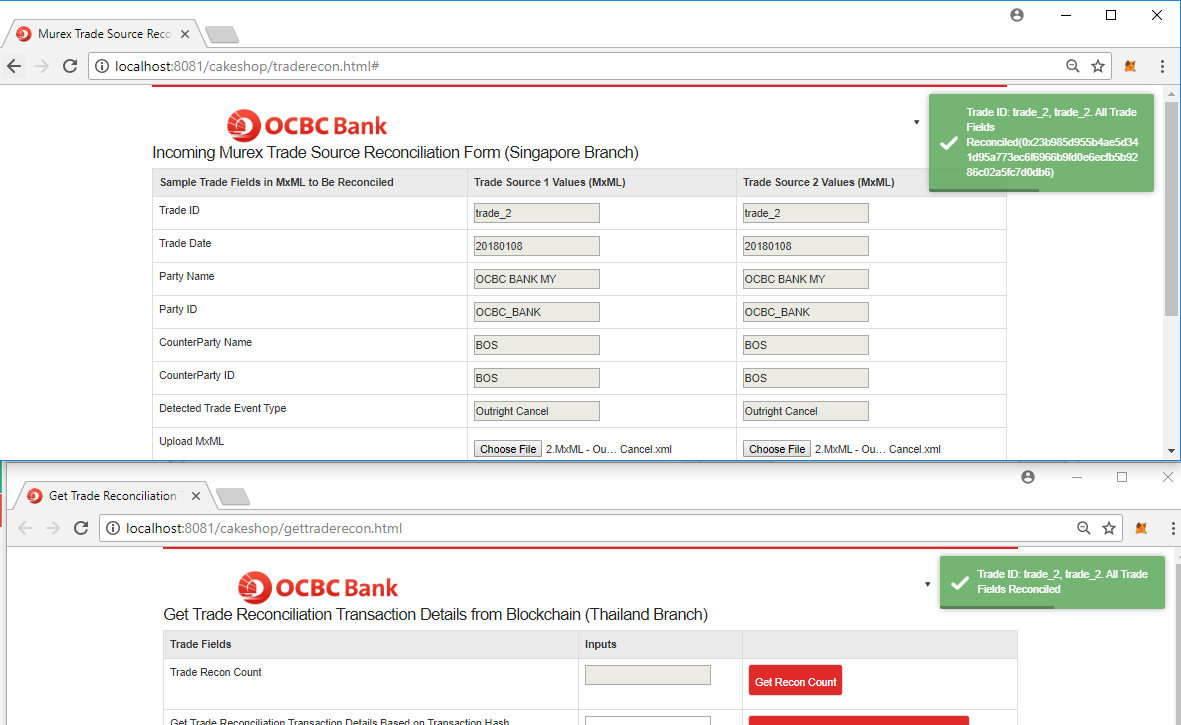 Murex Trade Source Reco
localhost:8081/cakeshop/traderecon.html#
Trade ID: trade_2, trade_2. All Trade
Fields
Reconciled(0x23b985d955b4ae5d34
1d95a773ec6f6966b9fd0e6ecfb5b92
86c02a5fc7d0db6)
OCBC Bank
Incoming Murex Trade Source Reconciliation Form (Singapore Branch)
Sample Trade Fields in MxML to Be Reconciled Trade Source 1 Values (MxML) Trade Source 2 Values (MxML)
Trade ID trade_2 trade_2
Trade Date 20180108 20180108
Party Name OCBC BANK MY OCBC BANK MY
Party ID OCBC_BANK OCBC_BANK
CounterParty Name BOS BOS
CounterParty ID BOS BOS
Detected Trade Event Type Outright Cancel Outright Cancel
Upload MxML Choose File 2.MxML - Ou... Cancel.xml Choose File 2.MxML - Ou... Cancel.xml
Get Trade Reconciliation T
localhost:8081/cakeshop/gettraderecon.html
Trade ID: trade_2, trade_2. All Trade
Fields Reconciled
OCBC Bank
Get Trade Reconciliation Transaction Details from Blockchain (Thailand Branch)
Trade Fields Inputs
Trade Recon Count Get Recon Count
Get Trade Reconciliation Transaction Details Based on Transaction Hash